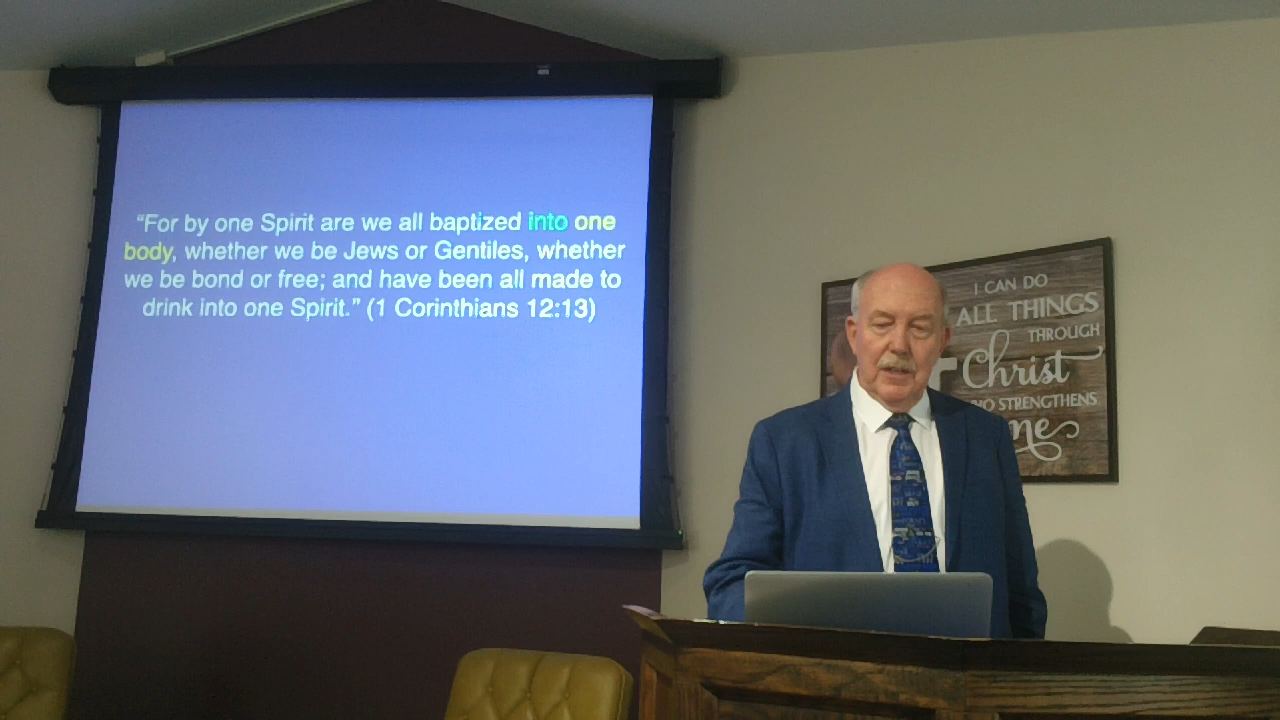 “For by one Spirit are we all baptized into one
body, whether we be Jews or Gentiles, whether
we be bond or free; and have been all made to
drink into one Spirit.” (1 Corinthians 12:13)
I CAN DO
ALL THINGS
THROUGH
Christ
STRENGTHENS
me